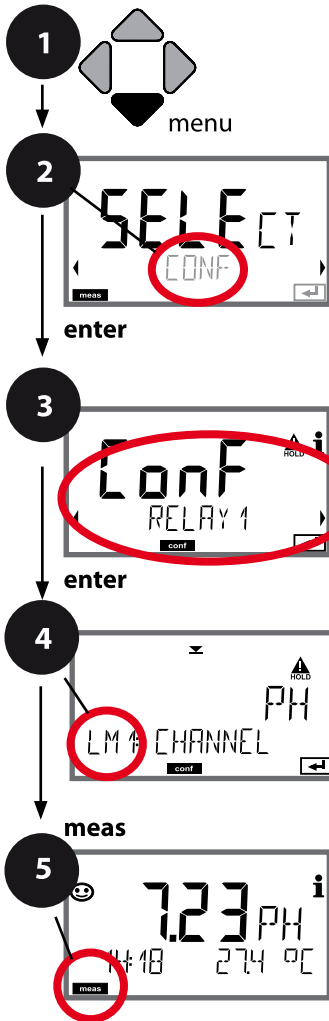 1
menu
2
SELECT
CONF
meas
enter
3
HOLD i
ConF
RELAY 1
conf
enter
4
HOLD
PH
LM1: CHANNEL
conf
meas
5
i
7.23 PH
14:18 27.4 °C
meas